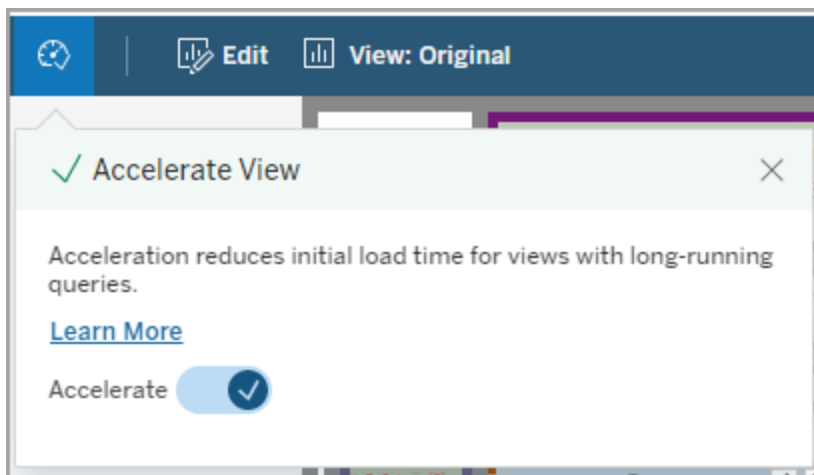 Edit View: Original
Accelerate View
Acceleration reduces initial load time for views with long-running
queries.
Learn More
Accelerate